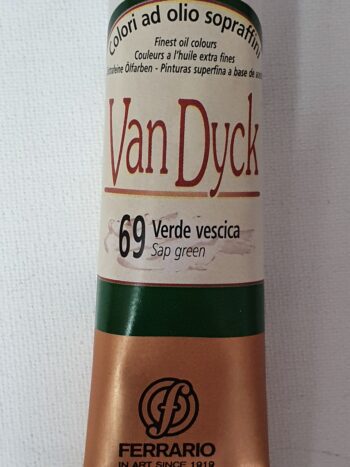 Colori ad olio sopraffini
Finest oil colours
Couleurs a l'huile extra fines
Ölfarben - Pinturas superfina a base de
Van Dyck
69 Verde vescica
Sap green
FERRARIO
IN ART SINCE 1919